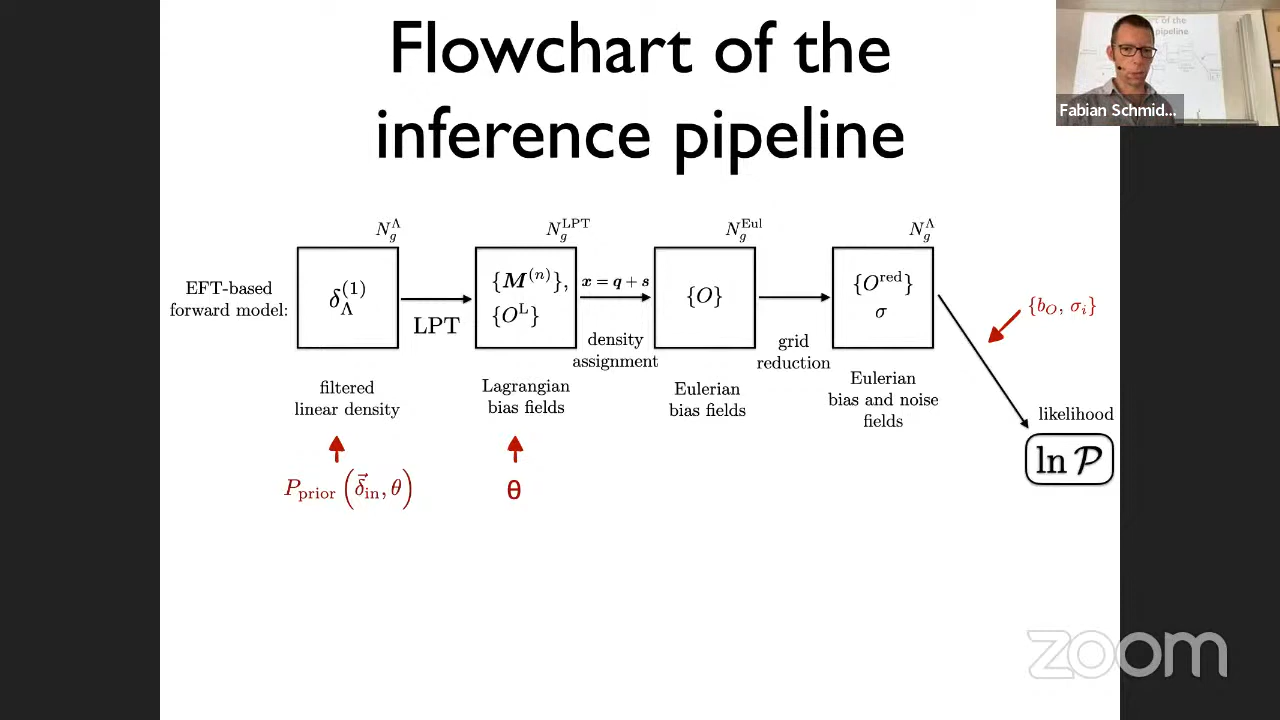 Flowchart of the
inference pipeline
Fabian Schmid...
EFT-based
forward model:
N_g^Λ
δ_Λ^(1)
filtered
linear density
P_prior (δ⃗_in, θ)
LPT
N_g^LPT
{M^(n)},
{O^L}
Lagrangian
bias fields
θ
x = q + s
density
assignment
N_g^Eul
{O}
Eulerian
bias fields
grid
reduction
N_g^Λ
{O^red}
σ
Eulerian
bias and noise
fields
{b_O, σ_i}
likelihood
ln P
zoom